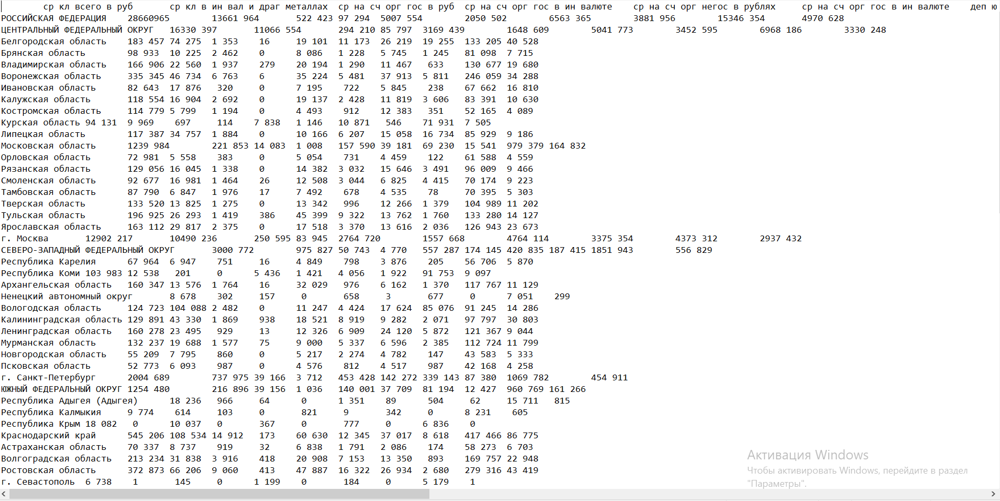 ср кл всего в руб ср кл в ин вал и драг металлах ср на сч орг гос в руб ср на сч орг гос в ин валюте ср на сч орг негос в рублях ср на сч орг гос в ин валюте деп ю
РОССИЙСКАЯ ФЕДЕРАЦИЯ 28660965 13661 964 522 423 97 294 5007 554 2050 502 6563 365 3881 956 15346 354 4970 628
ЦЕНТРАЛЬНЫЙ ФЕДЕРАЛЬНЫЙ ОКРУГ 16330 397 11066 554 294 210 85 797 3169 439 1648 609 5041 773 3452 595 6968 186 3330 248
Белгородская область 183 457 74 275 1 353 16 19 101 11 173 26 219 19 255 133 205 40 528
Брянская область 98 933 10 225 2 462 0 8 086 1 228 5 745 1 245 81 098 7 715
Владимирская область 166 906 22 560 1 937 279 20 194 1 290 11 467 633 130 677 19 680
Воронежская область 335 345 46 734 6 763 6 35 224 5 481 37 913 5 811 246 059 34 288
Ивановская область 82 643 17 876 320 0 7 195 722 5 845 238 67 662 16 810
Калужская область 118 554 16 904 2 692 0 19 137 2 428 11 819 3 606 83 391 10 630
Костромская область 114 779 5 799 1 194 0 4 493 912 12 383 351 52 165 4 089
Курская область 94 131 9 969 697 114 7 838 1 146 10 871 546 71 931 7 505
Липецкая область 117 387 34 757 1 884 0 10 166 6 207 15 058 16 734 85 929 9 186
Московская область 1239 984 221 853 14 083 1 008 157 590 39 181 69 230 15 541 979 379 164 832
Орловская область 72 981 5 558 383 0 5 054 731 4 459 122 61 588 4 559
Рязанская область 129 056 16 045 1 338 0 14 382 3 032 15 646 3 491 96 009 9 466
Смоленская область 92 677 16 981 1 464 26 12 508 3 044 6 825 4 415 70 174 9 223
Тамбовская область 87 790 6 847 1 976 17 7 492 678 4 535 78 70 395 5 303
Тверская область 133 520 13 825 1 275 0 13 342 996 12 266 1 379 104 989 11 202
Тульская область 196 925 26 293 1 419 386 45 399 9 322 13 762 1 760 133 280 14 127
Ярославская область 163 112 29 817 2 375 0 17 518 3 370 13 616 2 036 126 943 23 673
г. Москва 12902 217 10490 236 250 595 83 945 2764 720 1557 668 4764 114 3375 354 4373 312 2937 432
СЕВЕРО-ЗАПАДНЫЙ ФЕДЕРАЛЬНЫЙ ОКРУГ 3000 772 975 827 50 743 4 770 557 287 174 145 420 835 187 415 1851 943 556 829
Республика Карелия 67 964 6 947 751 16 4 849 798 3 876 205 56 706 5 870
Республика Коми 103 983 12 538 201 0 5 436 1 421 4 056 1 922 91 753 9 097
Архангельская область 160 347 13 576 1 764 16 32 029 976 6 162 1 370 117 767 11 129
Ненецкий автономный округ 8 678 302 157 0 658 3 677 0 7 051 299
Вологодская область 124 723 104 088 2 482 0 11 247 4 424 17 624 85 076 91 245 14 286
Калининградская область 129 891 43 330 1 869 938 18 521 8 919 9 282 2 071 97 797 30 803
Ленинградская область 160 278 23 495 929 13 12 326 6 909 24 120 5 872 121 367 9 044
Мурманская область 132 237 19 688 1 577 75 9 000 5 337 6 596 2 385 112 724 11 799
Новгородская область 55 209 7 795 860 0 5 217 2 274 4 782 147 43 583 5 333
Псковская область 52 773 6 093 987 0 4 576 812 4 517 987 42 168 4 258
г. Санкт-Петербург 2004 689 737 975 39 166 3 712 453 428 142 272 339 143 87 380 1069 782 454 911
ЮЖНЫЙ ФЕДЕРАЛЬНЫЙ ОКРУГ 1254 480 216 896 39 156 1 036 140 001 37 709 81 194 12 427 960 769 161 266
Республика Адыгея (Адыгея) 18 236 966 64 0 1 351 89 504 62 15 711 815
Республика Калмыкия 9 774 614 103 0 821 9 342 0 8 231 605
Республика Крым 18 082 0 10 037 0 367 0 777 0 6 836 0
Краснодарский край 545 206 108 534 14 912 173 60 630 12 345 37 017 8 618 417 466 86 775
Астраханская область 70 337 8 737 919 32 6 838 1 791 2 086 174 58 273 6 703
Волгоградская область 213 234 31 838 3 916 418 20 908 7 153 13 350 893 169 757 22 948
Ростовская область 372 873 66 206 9 060 413 47 887 16 322 26 934 2 680 279 316 43 419
г. Севастополь 6 738 1 145 0 1 199 0 184 0 5 179 1
Активация Windows
Чтобы активировать Windows, перейдите в раздел
"Параметры".